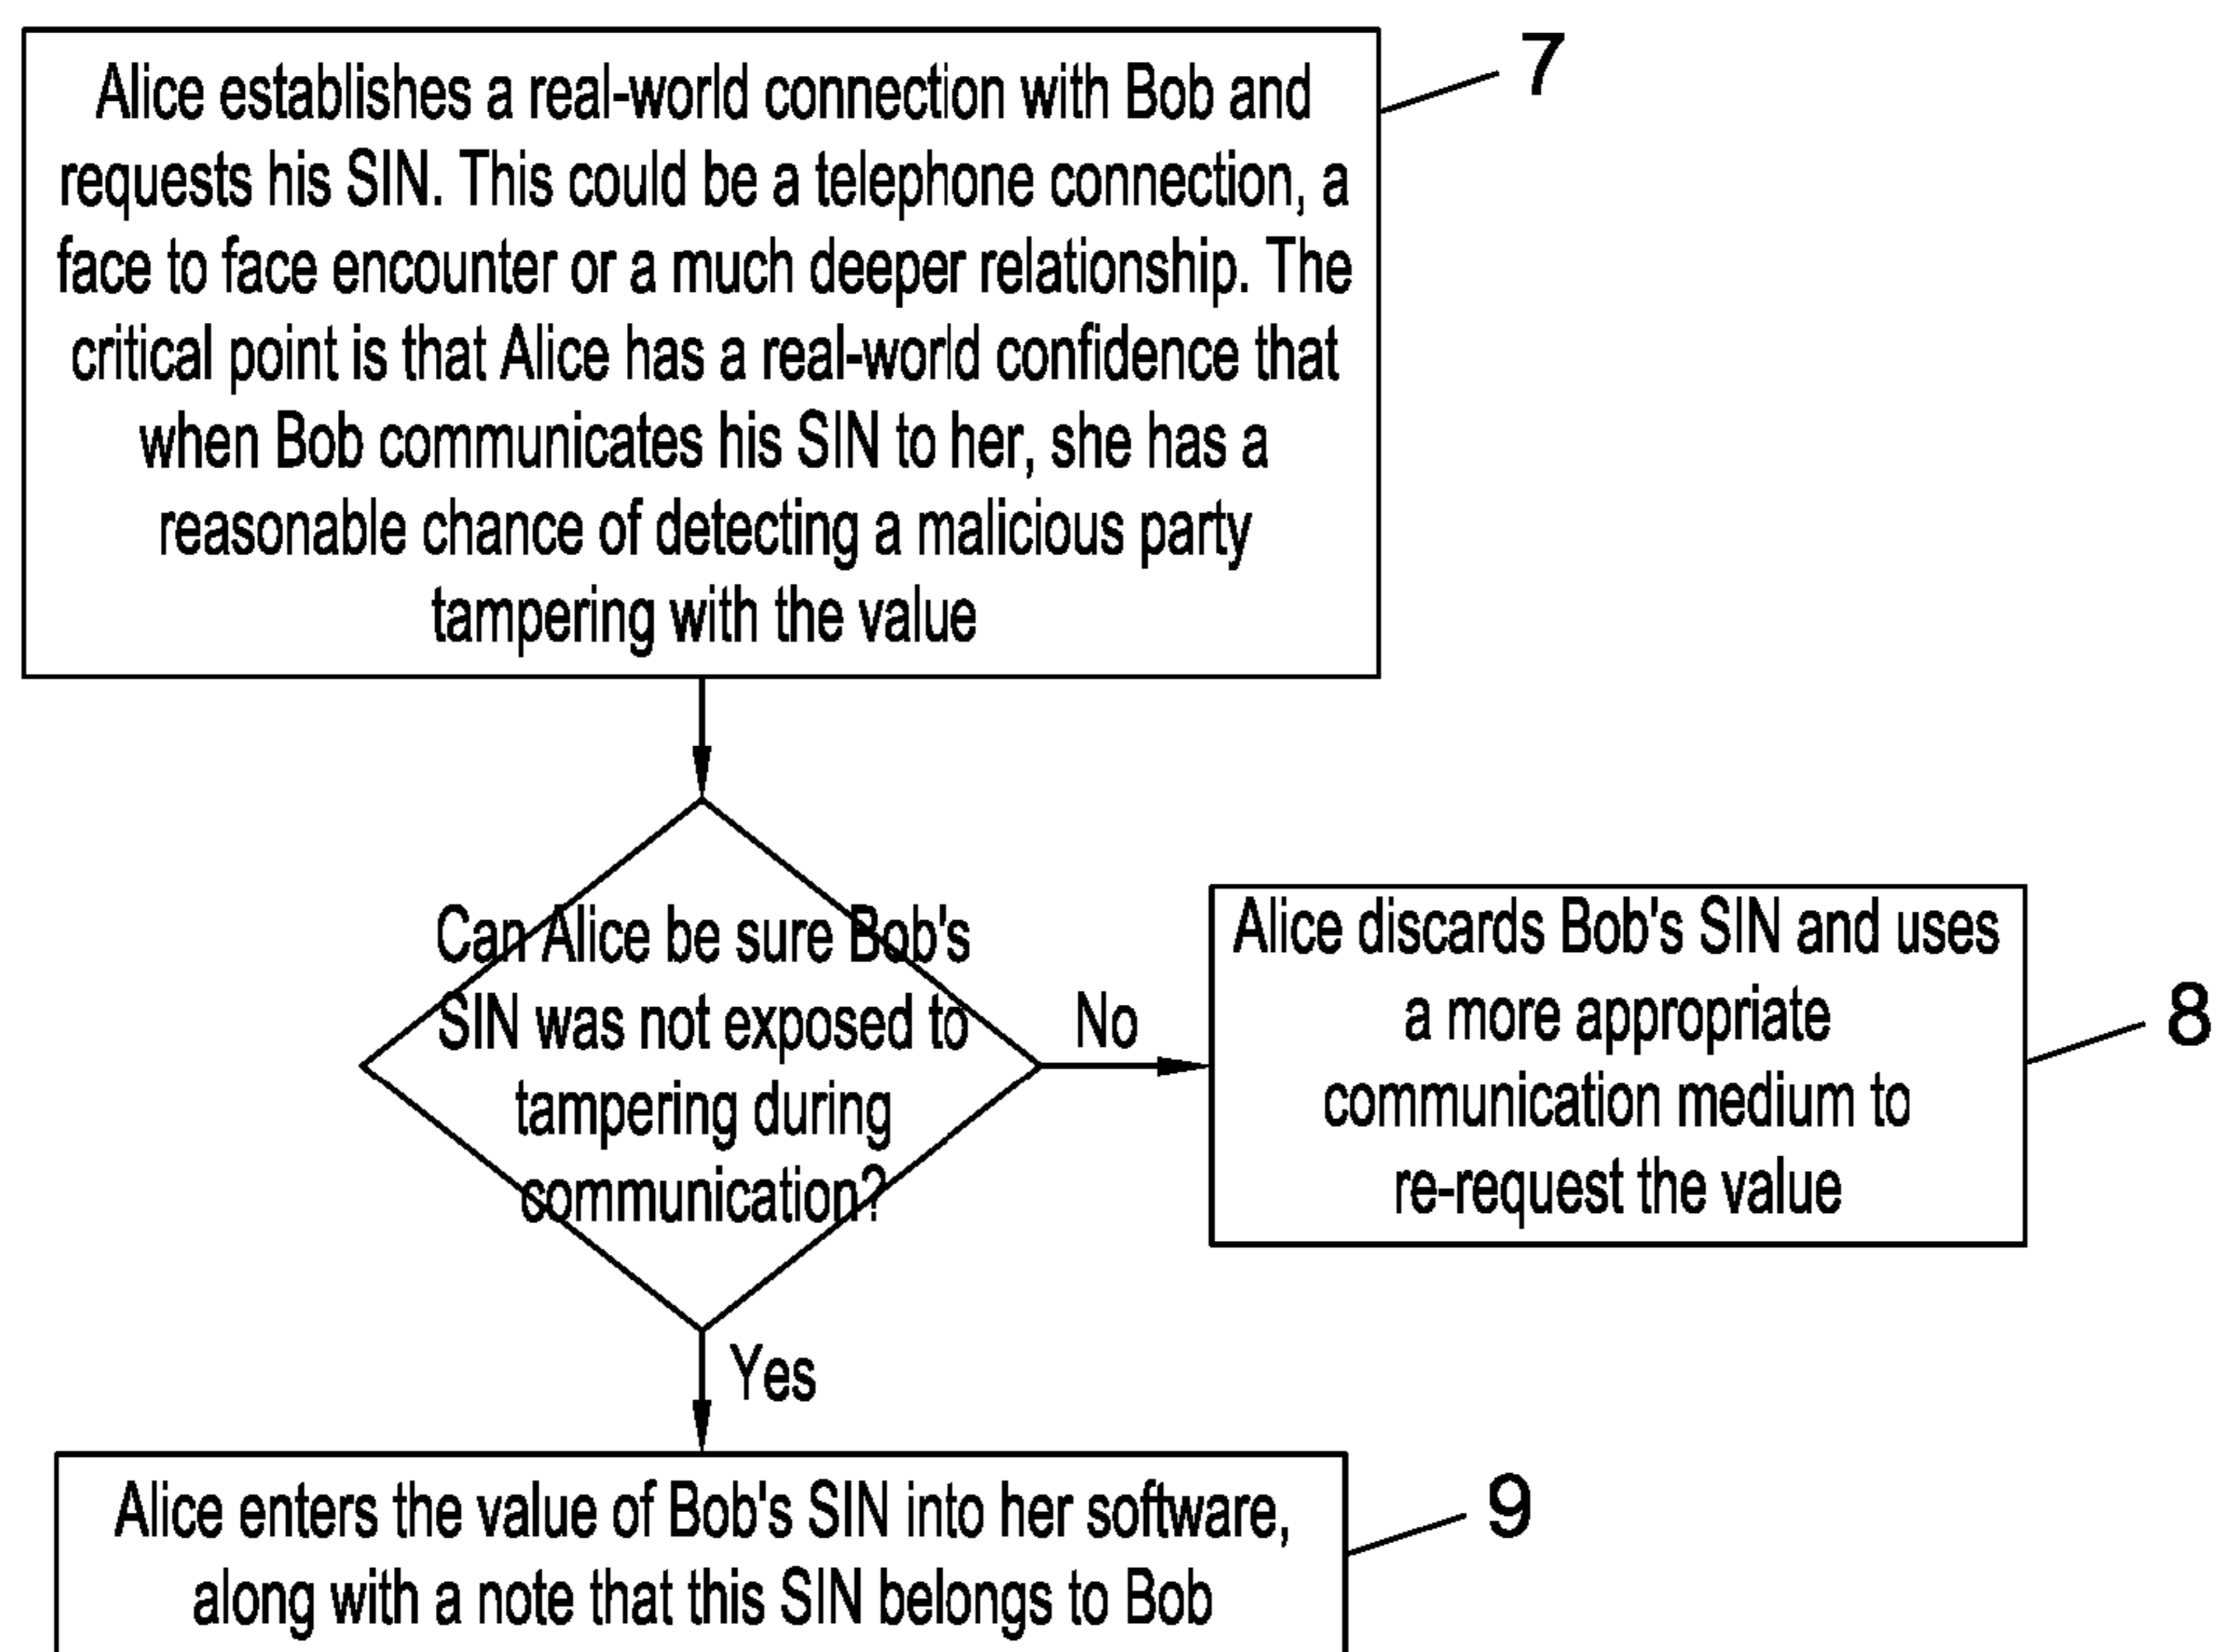 Alice establishes a real-world connection with Bob and
requests his SIN. This could be a telephone connection, a
face to face encounter or a much deeper relationship. The
critical point is that Alice has a real-world confidence that
when Bob communicates his SIN to her, she has a
reasonable chance of detecting a malicious party
tampering with the value
7
Can Alice be sure Bob's
SIN was not exposed to
tampering during
communication?
No
Alice discards Bob's SIN and uses
a more appropriate
communication medium to
re-request the value
8
Yes
Alice enters the value of Bob's SIN into her software,
along with a note that this SIN belongs to Bob
9